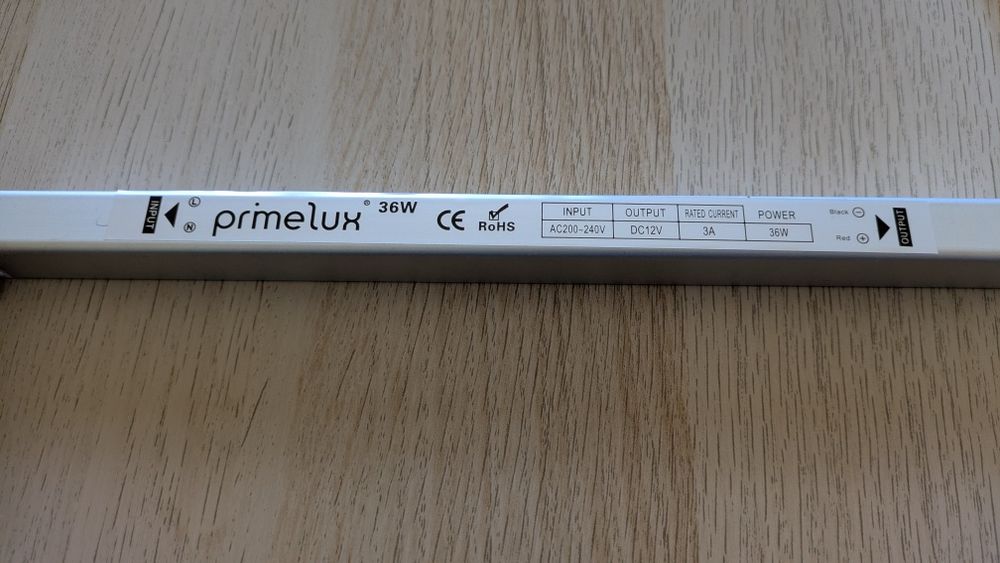 INPUT
L
N
primelux® 36W
CE
RoHS
INPUT OUTPUT RATED CURRENT POWER
AC200~240V DC12V 3A 36W
Black ⊖
Red ⊕
OUTPUT